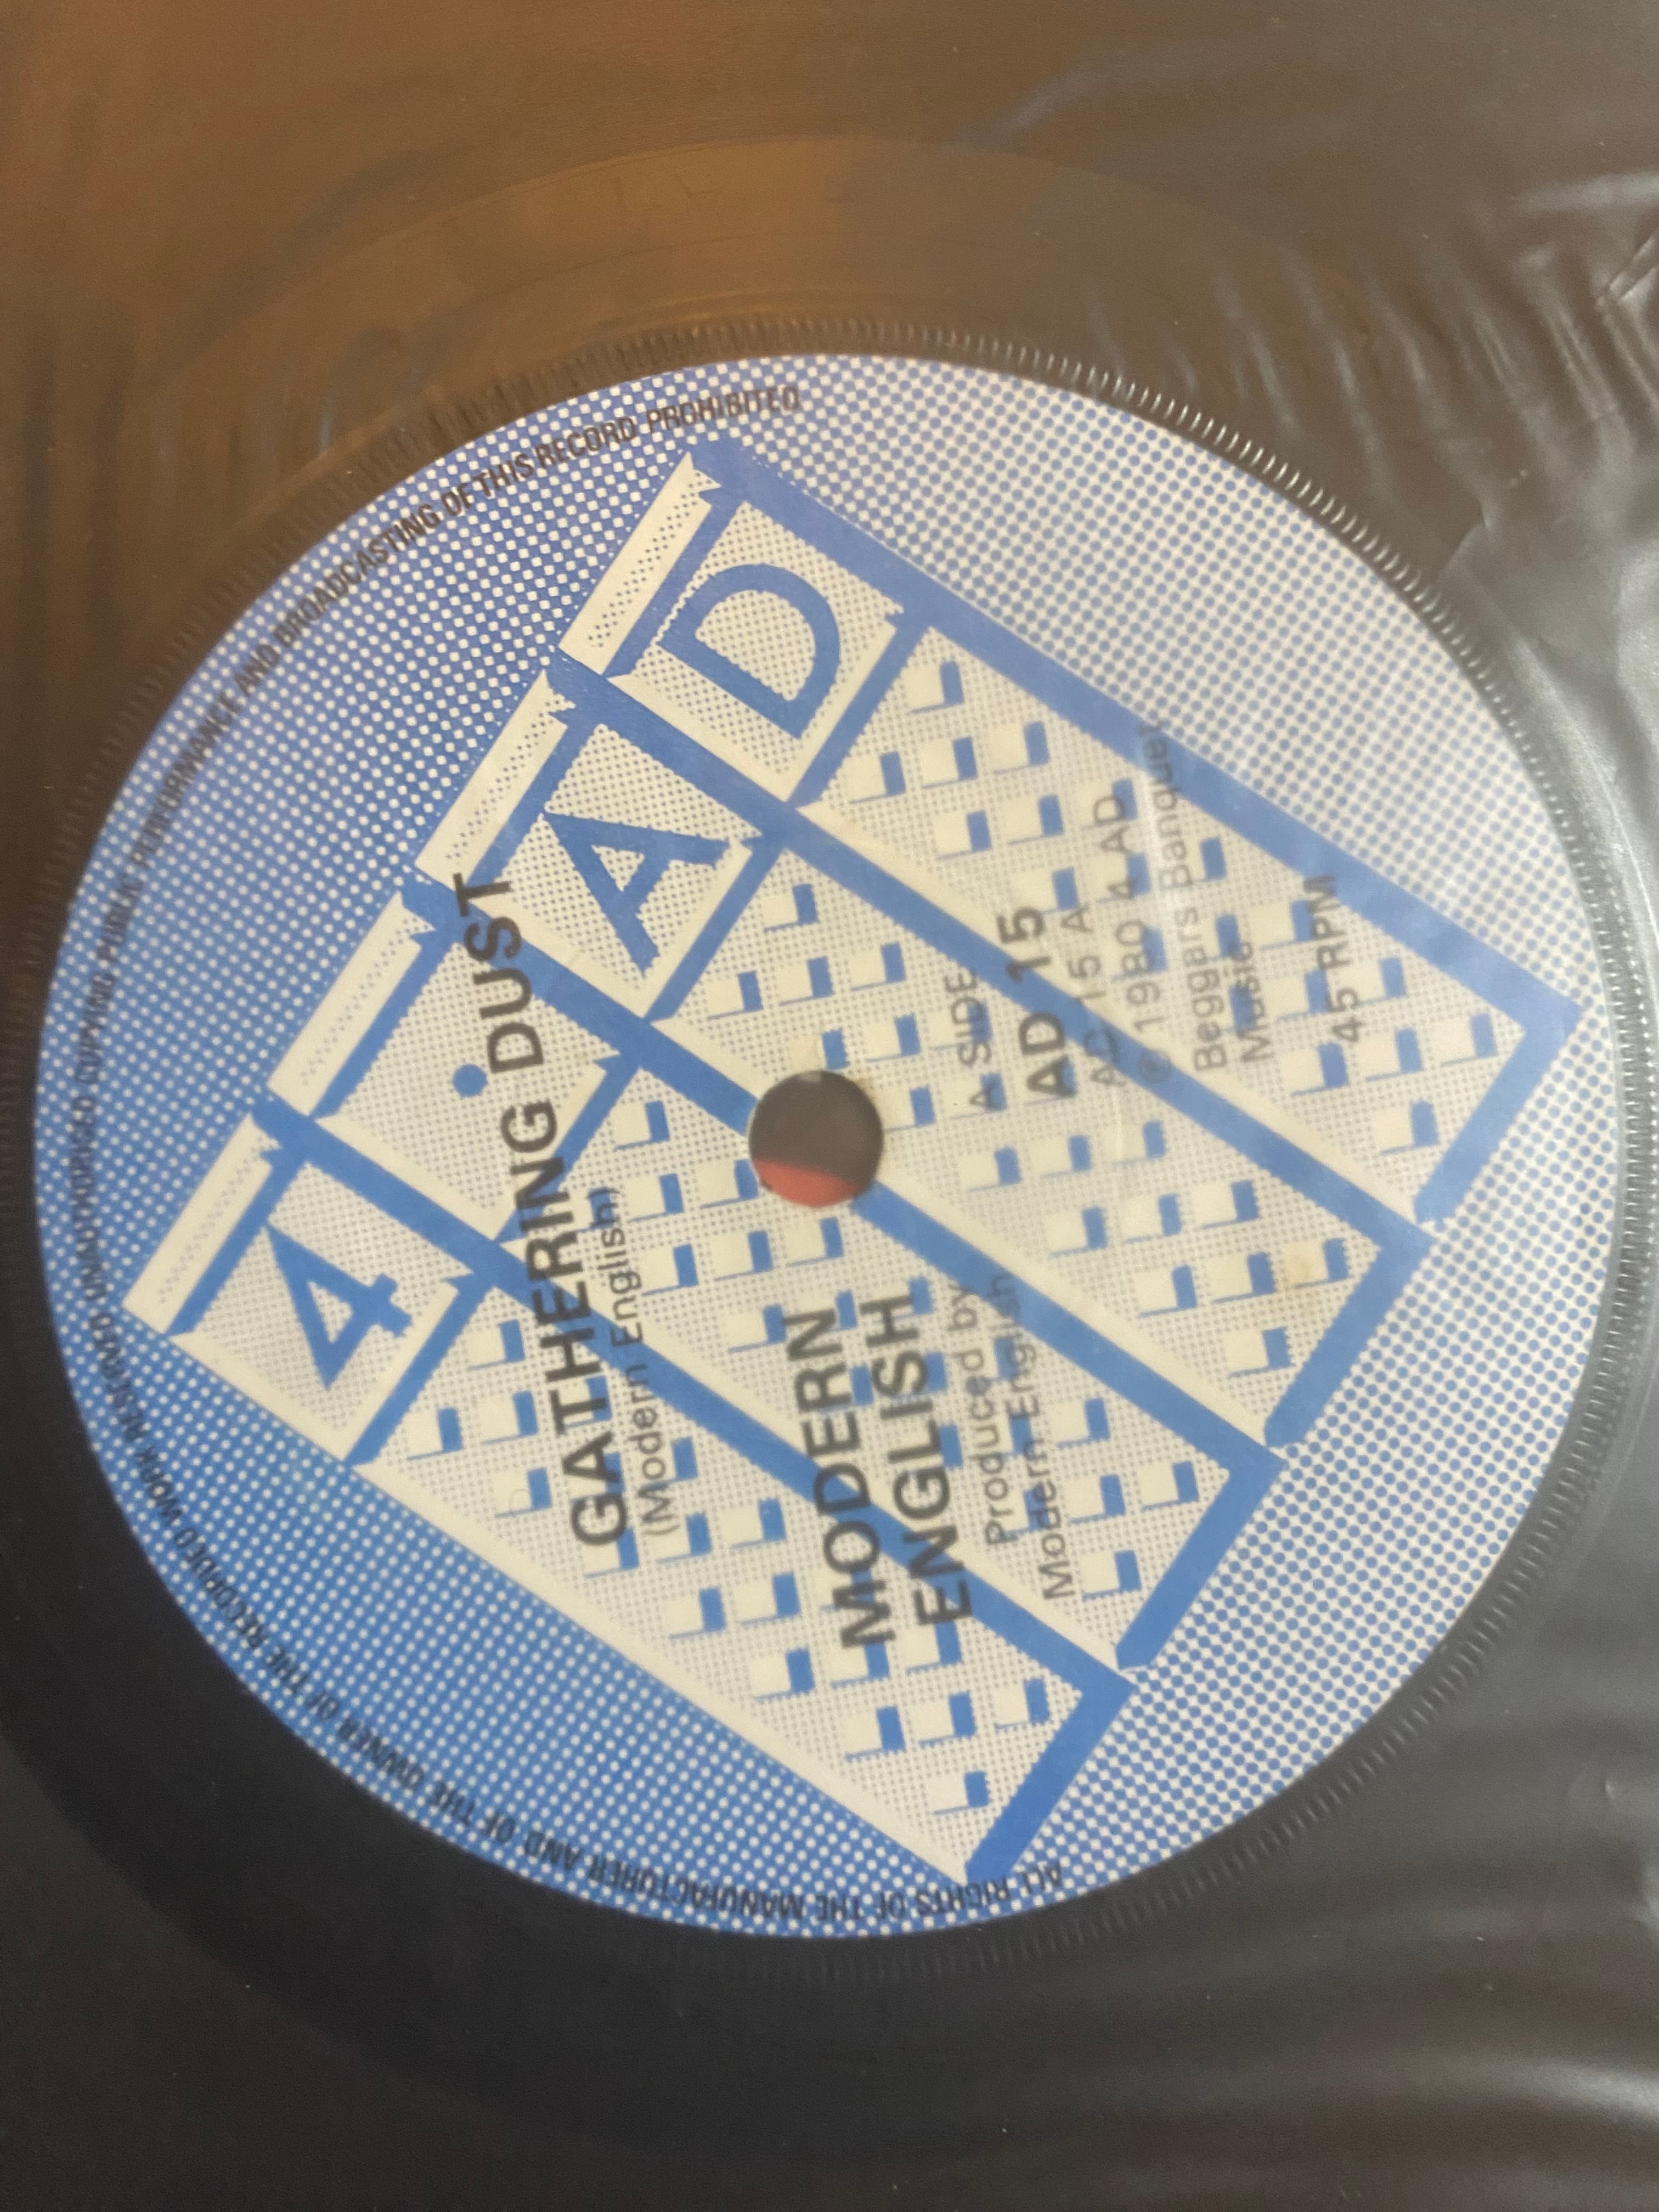 4 A D
GATHERING DUST
(Modern English)
MODERN
ENGLISH
Produced by
Modern English
A SIDE
AD 15
AD 15 A
℗ 1980 4 AD
Beggars Banquet
Music
45 RPM
ALL RIGHTS OF THE MANUFACTURER AND OF THE OWNER OF THE RECORDED WORK RESERVED UNAUTHORISED COPYING PUBLIC PERFORMANCE AND BROADCASTING OF THIS RECORD PROHIBITED